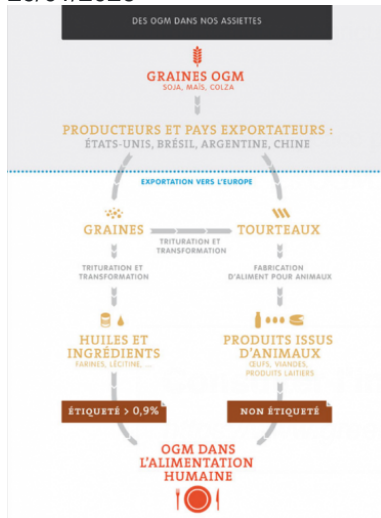 DES OGM DANS NOS ASSIETTES
GRAINES OGM
SOJA, MAÏS, COLZA
PRODUCTEURS ET PAYS EXPORTATEURS :
ÉTATS-UNIS, BRÉSIL, ARGENTINE, CHINE
EXPORTATION VERS L'EUROPE
GRAINES
TOURTEAUX
TRITURATION ET
TRANSFORMATION
TRITURATION ET
TRANSFORMATION
FABRICATION
D'ALIMENT POUR ANIMAUX
HUILES ET
INGRÉDIENTS
FARINES, LÉCITINE, ...
PRODUITS ISSUS
D'ANIMAUX
ŒUFS, VIANDES,
PRODUITS LAITIERS
ÉTIQUETÉ > 0,9%
NON ÉTIQUETÉ
OGM DANS
L'ALIMENTATION
HUMAINE